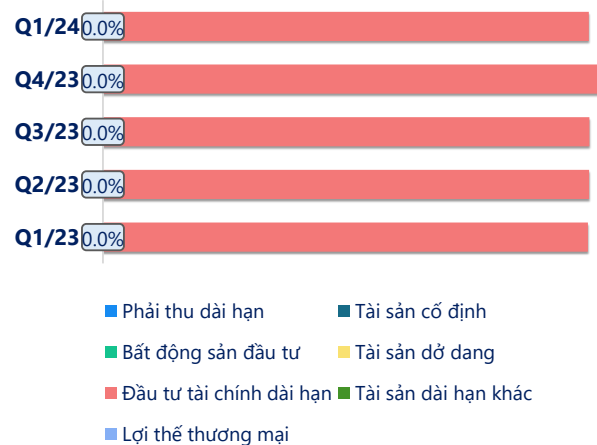 Q1/24 0.0%
Q4/23 0.0%
Q3/23 0.0%
Q2/23 0.0%
Q1/23 0.0%
Phải thu dài hạn Tài sản cố định
Bất động sản đầu tư Tài sản dở dang
Đầu tư tài chính dài hạn Tài sản dài hạn khác
Lợi thế thương mại